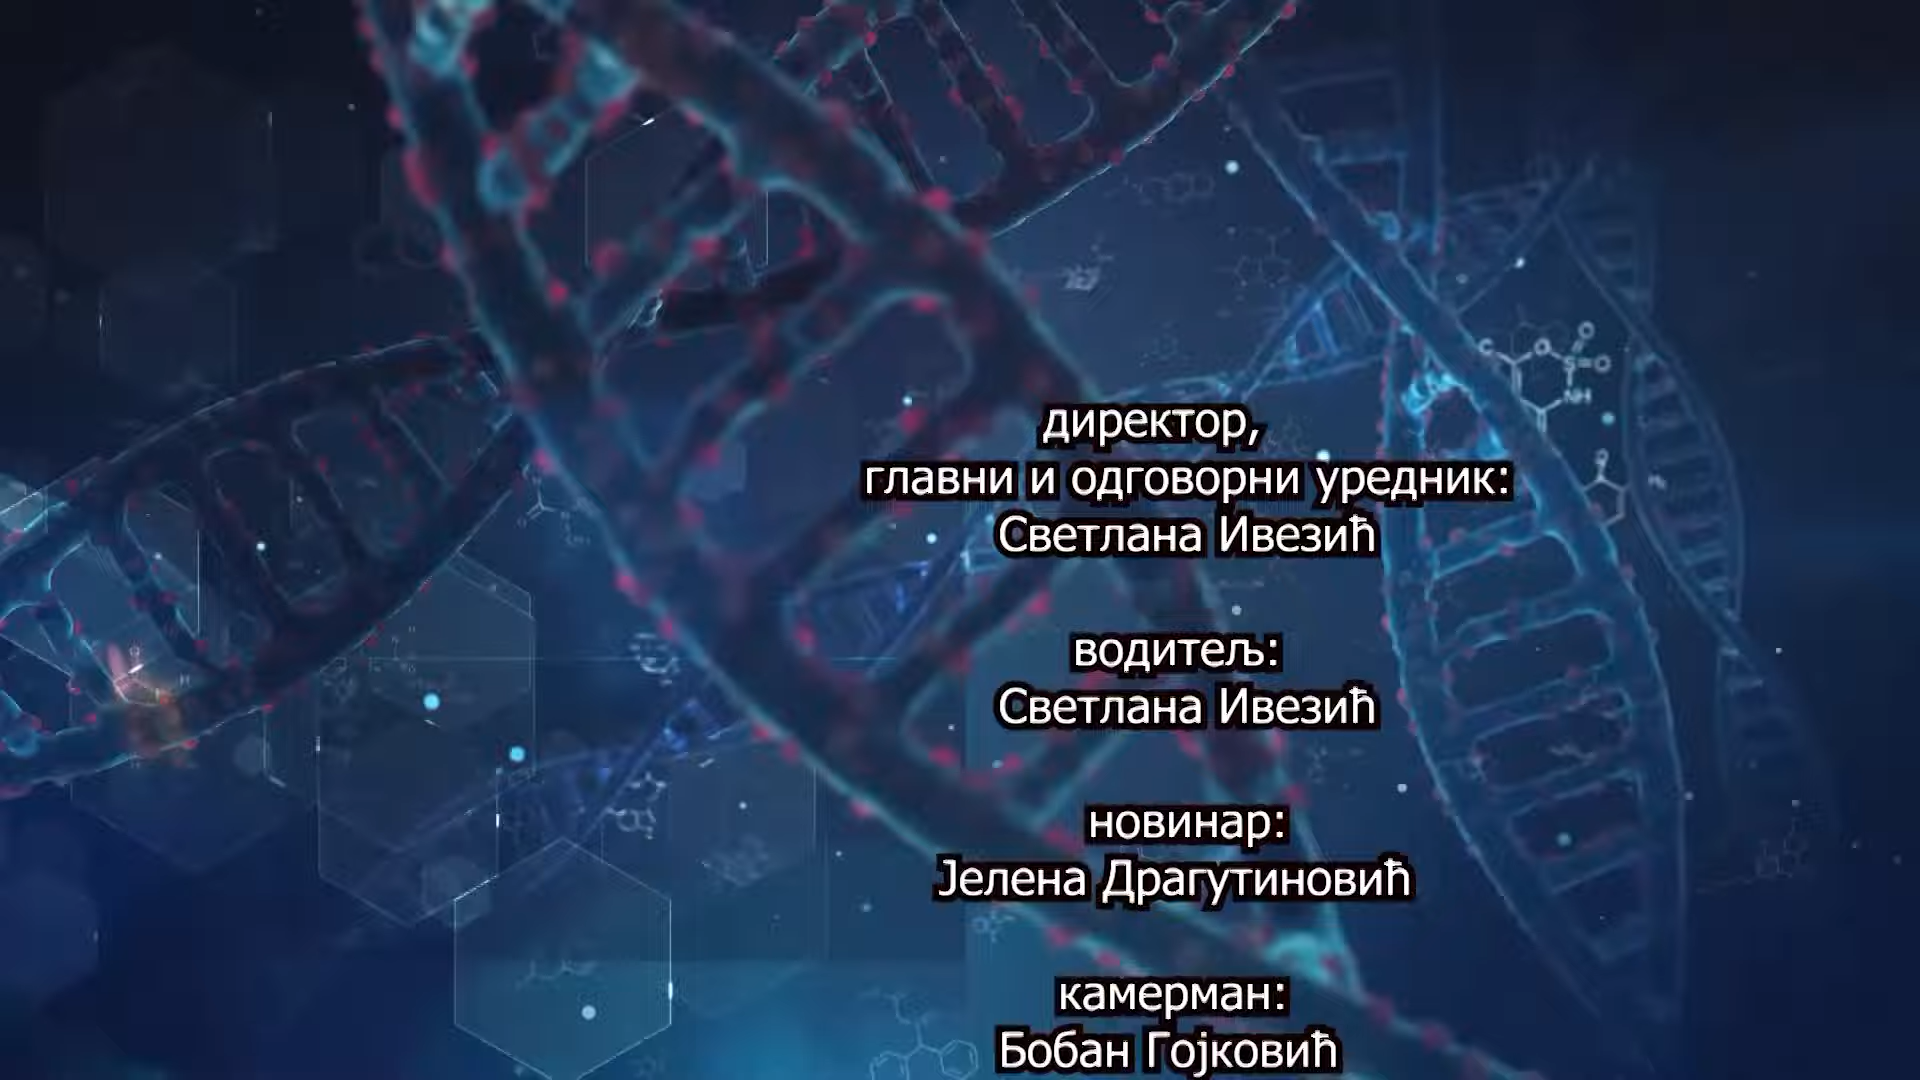 директор,
главни и одговорни уредник:
Светлана Ивезић
водитељ:
Светлана Ивезић
новинар:
Јелена Драгутиновић
камерман:
Бобан Гојковић